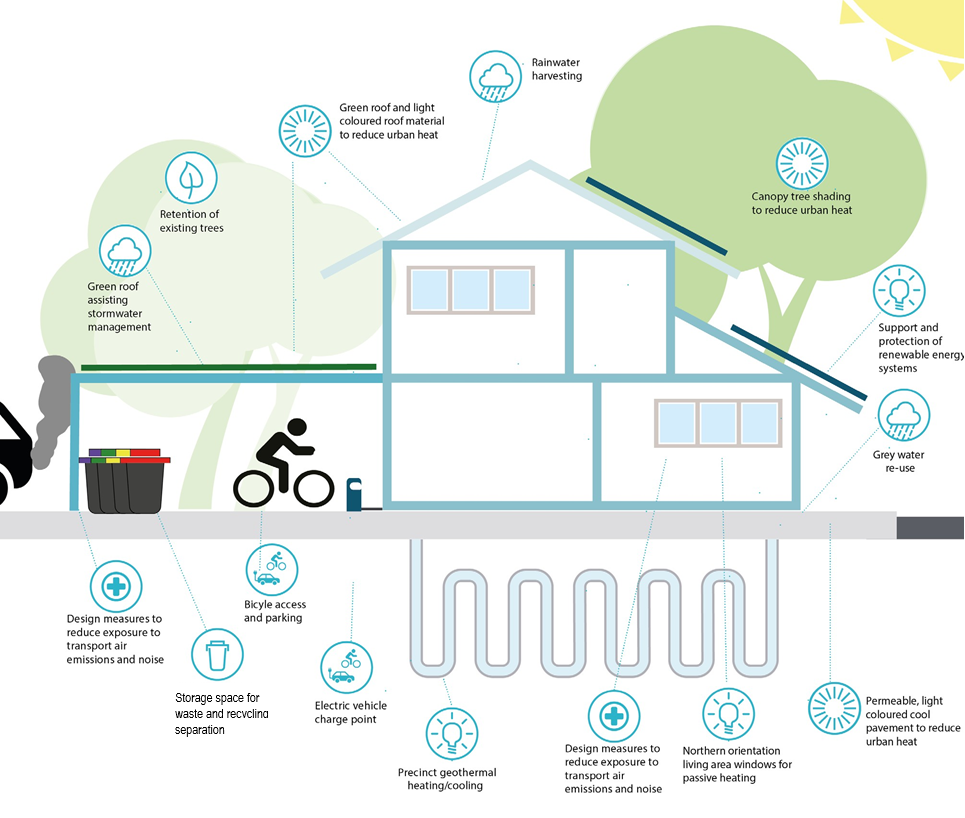 Rainwater
harvesting
Green roof and light
coloured roof material
to reduce urban heat
Retention of
existing trees
Canopy tree shading
to reduce urban heat
Green roof
assisting
stormwater
management
Support and
protection of
renewable energy
systems
Grey water
re-use
Design measures to
reduce exposure to
transport air
emissions and noise
Bicyle access
and parking
Storage space for
waste and recycling
separation
Electric vehicle
charge point
Precinct geothermal
heating/cooling
Design measures to
reduce exposure to
transport air
emissions and noise
Northern orientation
living area windows for
passive heating
Permeable, light
coloured cool
pavement to reduce
urban heat